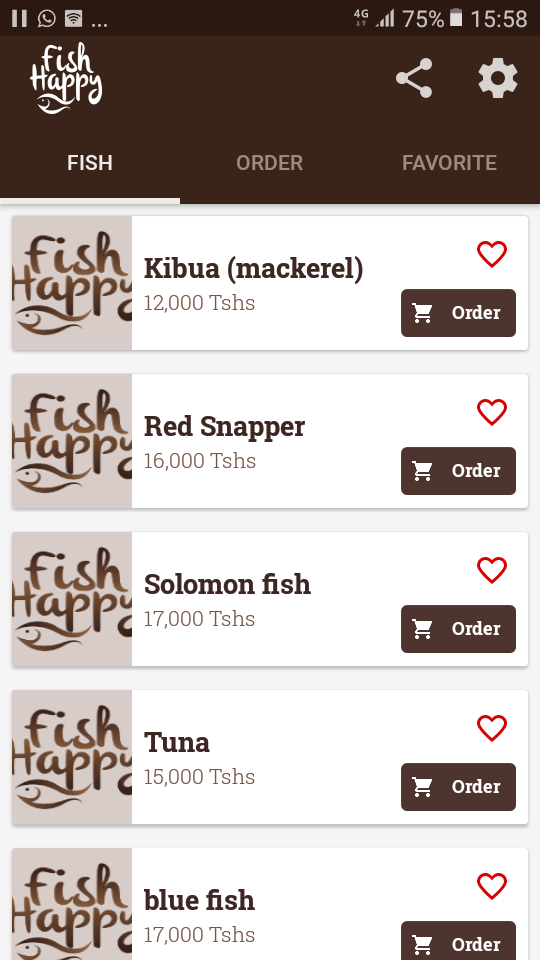 ... 4G 75% 15:58
fish
Happy
FISH ORDER FAVORITE
fish
Happy
Kibua (mackerel)
12,000 Tshs
Order
fish
Happy
Red Snapper
16,000 Tshs
Order
fish
Happy
Solomon fish
17,000 Tshs
Order
fish
Happy
Tuna
15,000 Tshs
Order
fish
Happy
blue fish
17,000 Tshs
Order